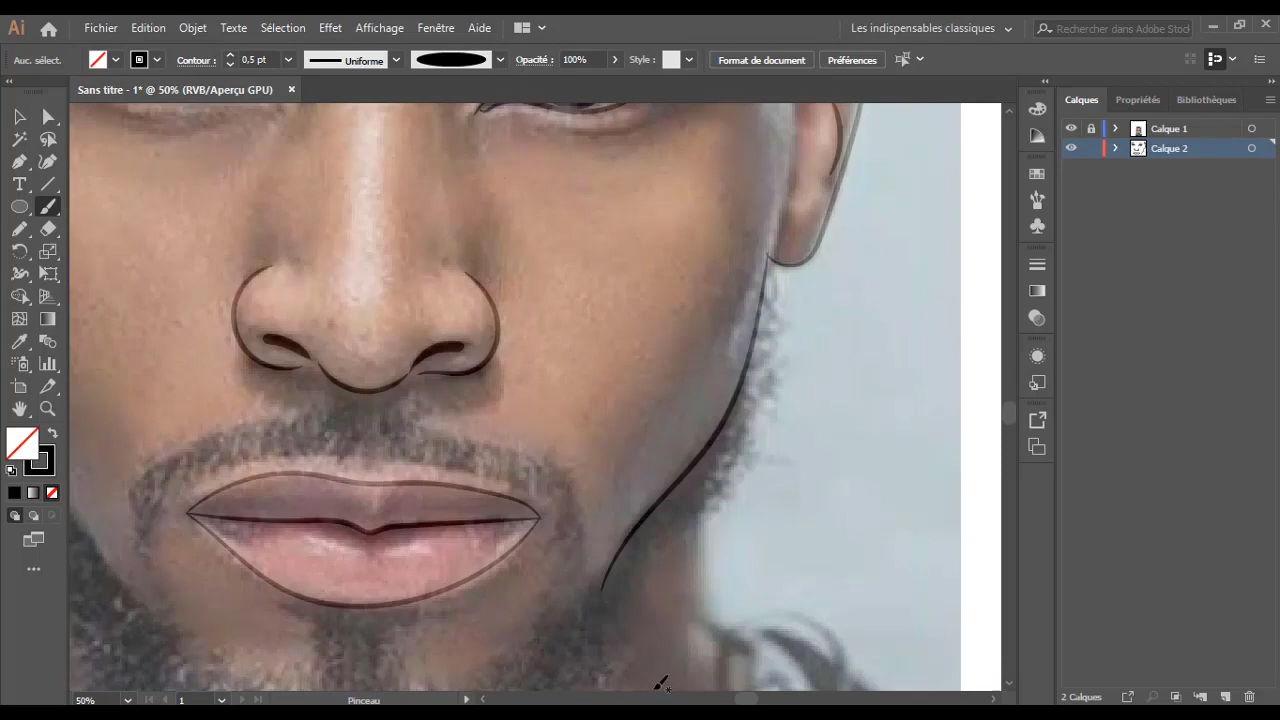 Ai Fichier Edition Objet Texte Sélection Effet Affichage Fenêtre Aide Les indispensables classiques Rechercher dans Adobe Stock
Auc. sélect. Contour : 0,5 pt Uniforme Opacité : 100% Style : Format de document Préférences
Sans titre - 1* @ 50% (RVB/Aperçu GPU)
Calques Propriétés Bibliothèques
Calque 1
Calque 2
50% 1 Pinceau
2 Calques